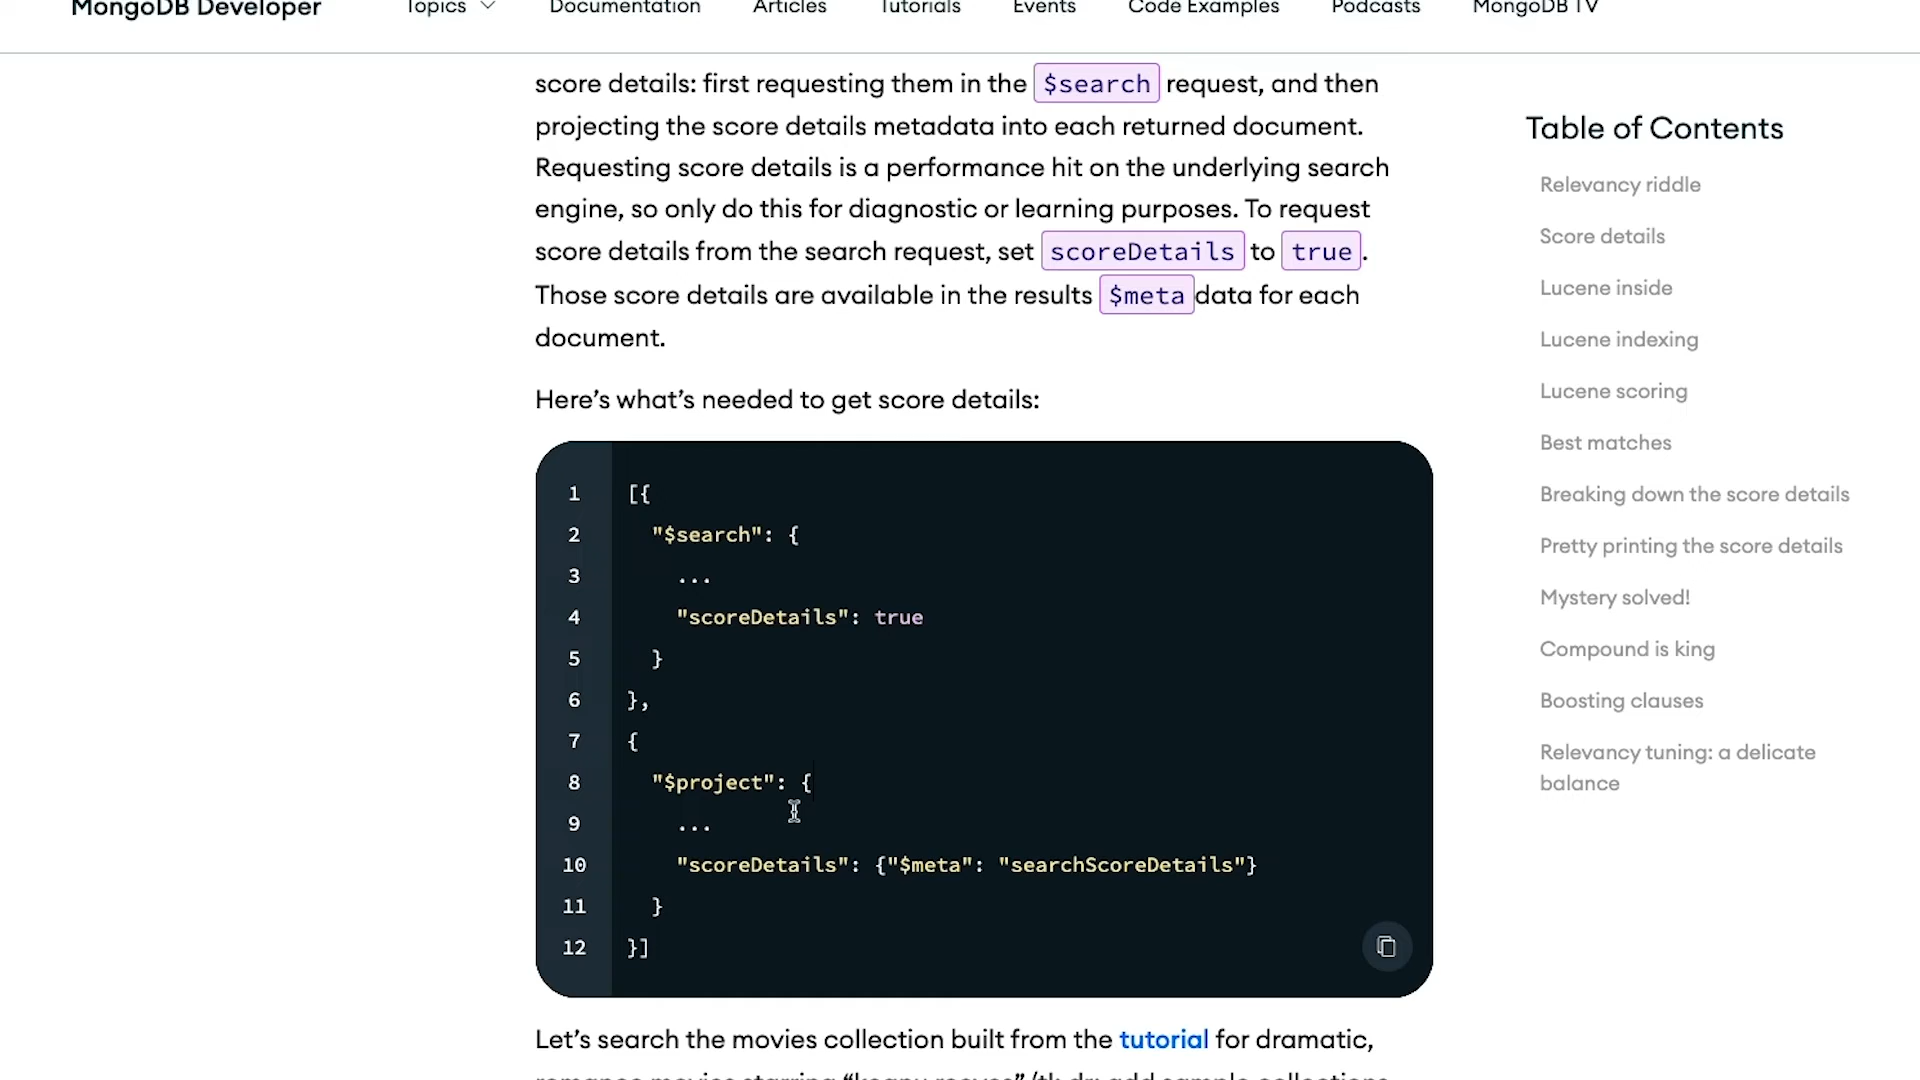 MongoDB Developer Topics Documentation Articles Tutorials Events Code Examples Podcasts MongoDB TV
score details: first requesting them in the $search request, and then
projecting the score details metadata into each returned document.
Requesting score details is a performance hit on the underlying search
engine, so only do this for diagnostic or learning purposes. To request
score details from the search request, set scoreDetails to true.
Those score details are available in the results $meta data for each
document.
Here’s what’s needed to get score details:
1 [{
2 "$search": {
3 ...
4 "scoreDetails": true
5 }
6 },
7 {
8 "$project": {
9 ...
10 "scoreDetails": {"$meta": "searchScoreDetails"}
11 }
12 }]
Let’s search the movies collection built from the tutorial for dramatic,
romance movies starring “keanu reeves”
Table of Contents
Relevancy riddle
Score details
Lucene inside
Lucene indexing
Lucene scoring
Best matches
Breaking down the score details
Pretty printing the score details
Mystery solved!
Compound is king
Boosting clauses
Relevancy tuning: a delicate
balance